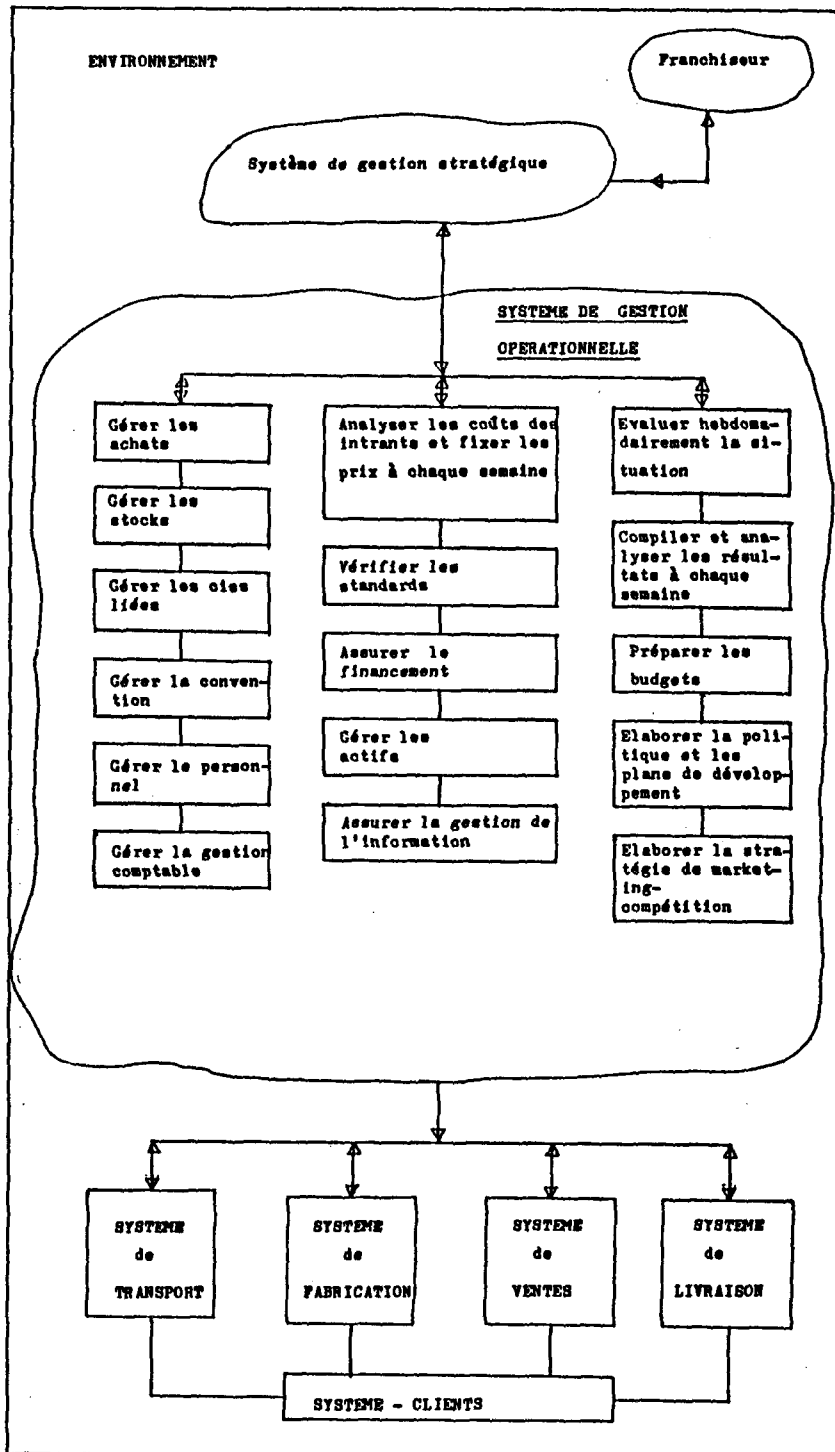 ENVIRONNEMENT
Franchiseur
Système de gestion stratégique
SYSTEME DE GESTION
OPERATIONNELLE
Gérer les
achats
Gérer les
stocks
Gérer les cies
liées
Gérer la conven-
tion
Gérer le person-
nel
Gérer la gestion
comptable
Analyser les coûts des
intrants et fixer les
prix à chaque semaine
Vérifier les
standards
Assurer le
financement
Gérer les
actifs
Assurer la gestion de
l'information
Evaluer hebdoma-
dairement la si-
tuation
Compiler et ana-
lyser les résul-
tats à chaque
semaine
Préparer les
budgets
Elaborer la poli-
tique et les
plans de dévelop-
pement
Elaborer la stra-
tégie de market-
ing-
compétition
SYSTEME
de
TRANSPORT
SYSTEME
de
FABRICATION
SYSTEME
de
VENTES
SYSTEME
de
LIVRAISON
SYSTEME - CLIENTS